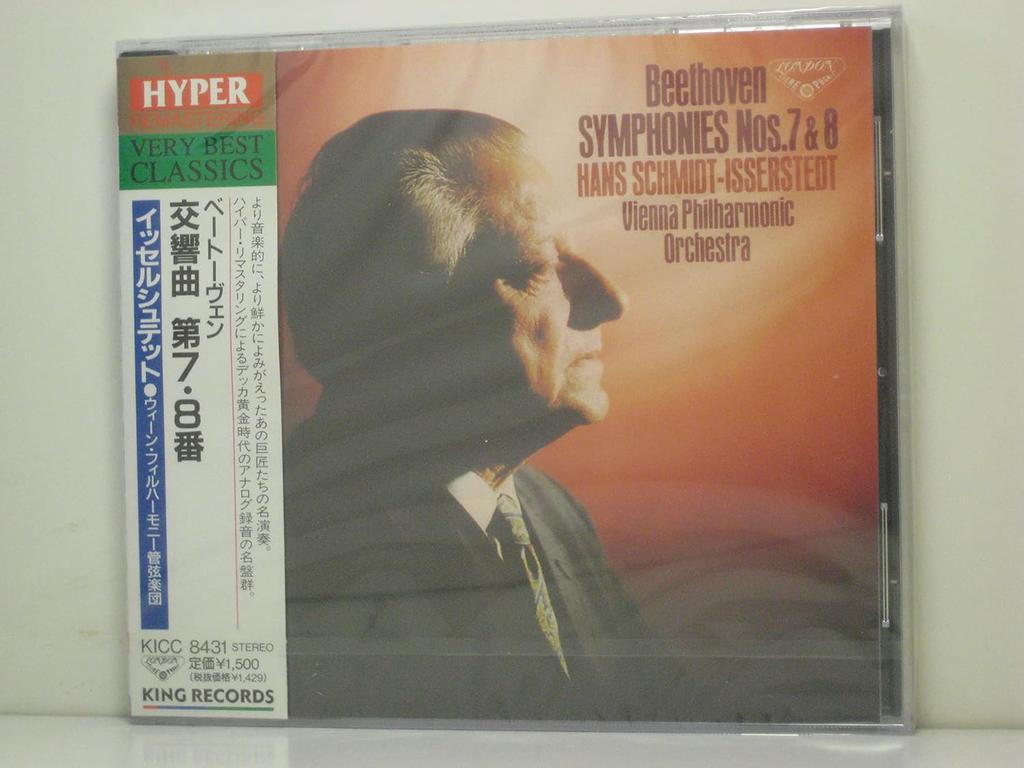 HYPER
REMASTERING
VERY BEST
CLASSICS
より音楽的に、より鮮かによみがえったあの巨匠たちの名演奏。
ハイパー・リマスタリングによるデッカ黄金時代のアナログ録音の名盤群。
ベートーヴェン
交響曲 第7・8番
イッセルシュテット●ウィーン・フィルハーモニー管弦楽団
KICC 8431 STEREO
LONDON
定価¥1,500
(税抜価格¥1,429)
KING RECORDS
LONDON
Beethoven
SYMPHONIES Nos.7 & 8
HANS SCHMIDT-ISSERSTEDT
Vienna Philharmonic
Orchestra